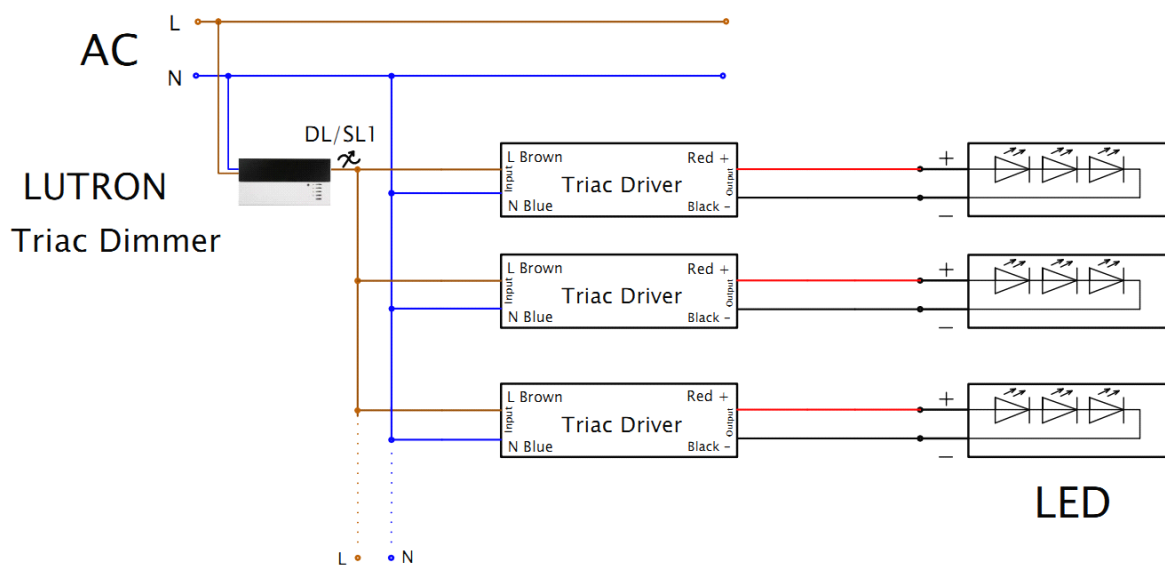 L
AC
N
DL/SL1
LUTRON
Triac Dimmer
L Brown
Red +
Input
Triac Driver
Output
N Blue
Black -
+
−
L Brown
Red +
Input
Triac Driver
Output
N Blue
Black -
+
−
L Brown
Red +
Input
Triac Driver
Output
N Blue
Black -
+
−
LED
L
N